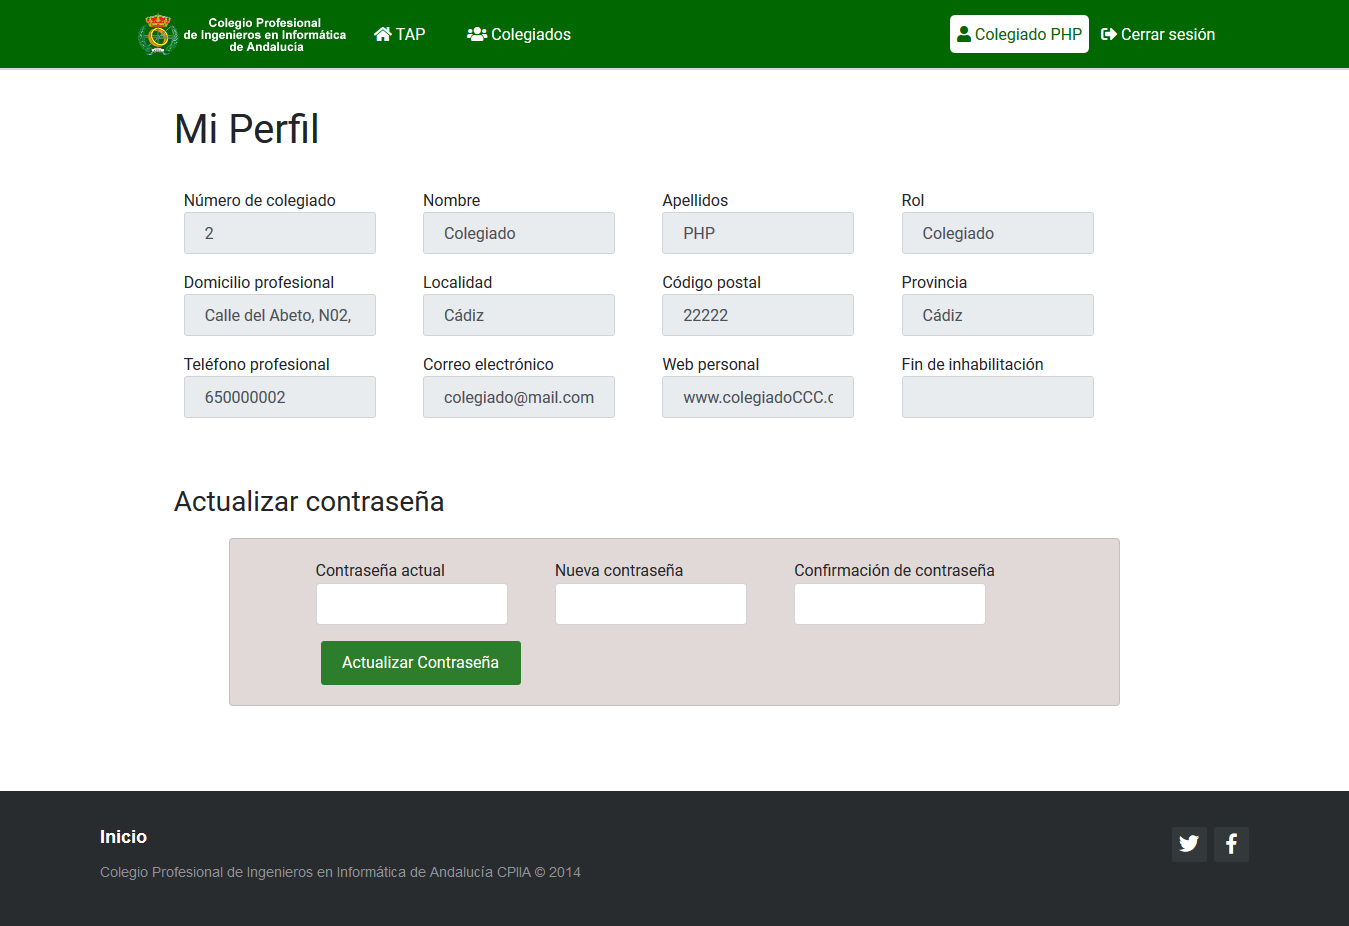 Colegio Profesional
de Ingenieros en Informática
de Andalucía
TAP
Colegiados
Colegiado PHP
Cerrar sesión
Mi Perfil
Número de colegiado
Nombre
Apellidos
Rol
2
Colegiado
PHP
Colegiado
Domicilio profesional
Localidad
Código postal
Provincia
Calle del Abeto, N02,
Cádiz
22222
Cádiz
Teléfono profesional
Correo electrónico
Web personal
Fin de inhabilitación
650000002
colegiado@mail.com
www.colegiadoCCC.c
Actualizar contraseña
Contraseña actual
Nueva contraseña
Confirmación de contraseña
Actualizar Contraseña
Inicio
Colegio Profesional de Ingenieros en Informática de Andalucía CPIIA © 2014